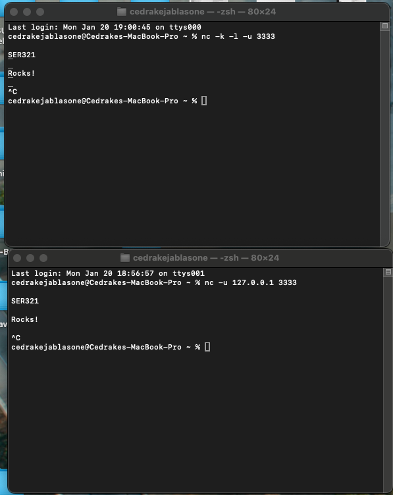 cedrakejablasone — -zsh — 80×24
Last login: Mon Jan 20 19:00:45 on ttys000
cedrakejablasone@Cedrakes-MacBook-Pro ~ % nc -k -l -u 3333
SER321
Rocks!
^C
cedrakejablasone@Cedrakes-MacBook-Pro ~ %
cedrakejablasone — -zsh — 80×24
Last login: Mon Jan 20 18:56:57 on ttys001
cedrakejablasone@Cedrakes-MacBook-Pro ~ % nc -u 127.0.0.1 3333
SER321
Rocks!
^C
cedrakejablasone@Cedrakes-MacBook-Pro ~ %